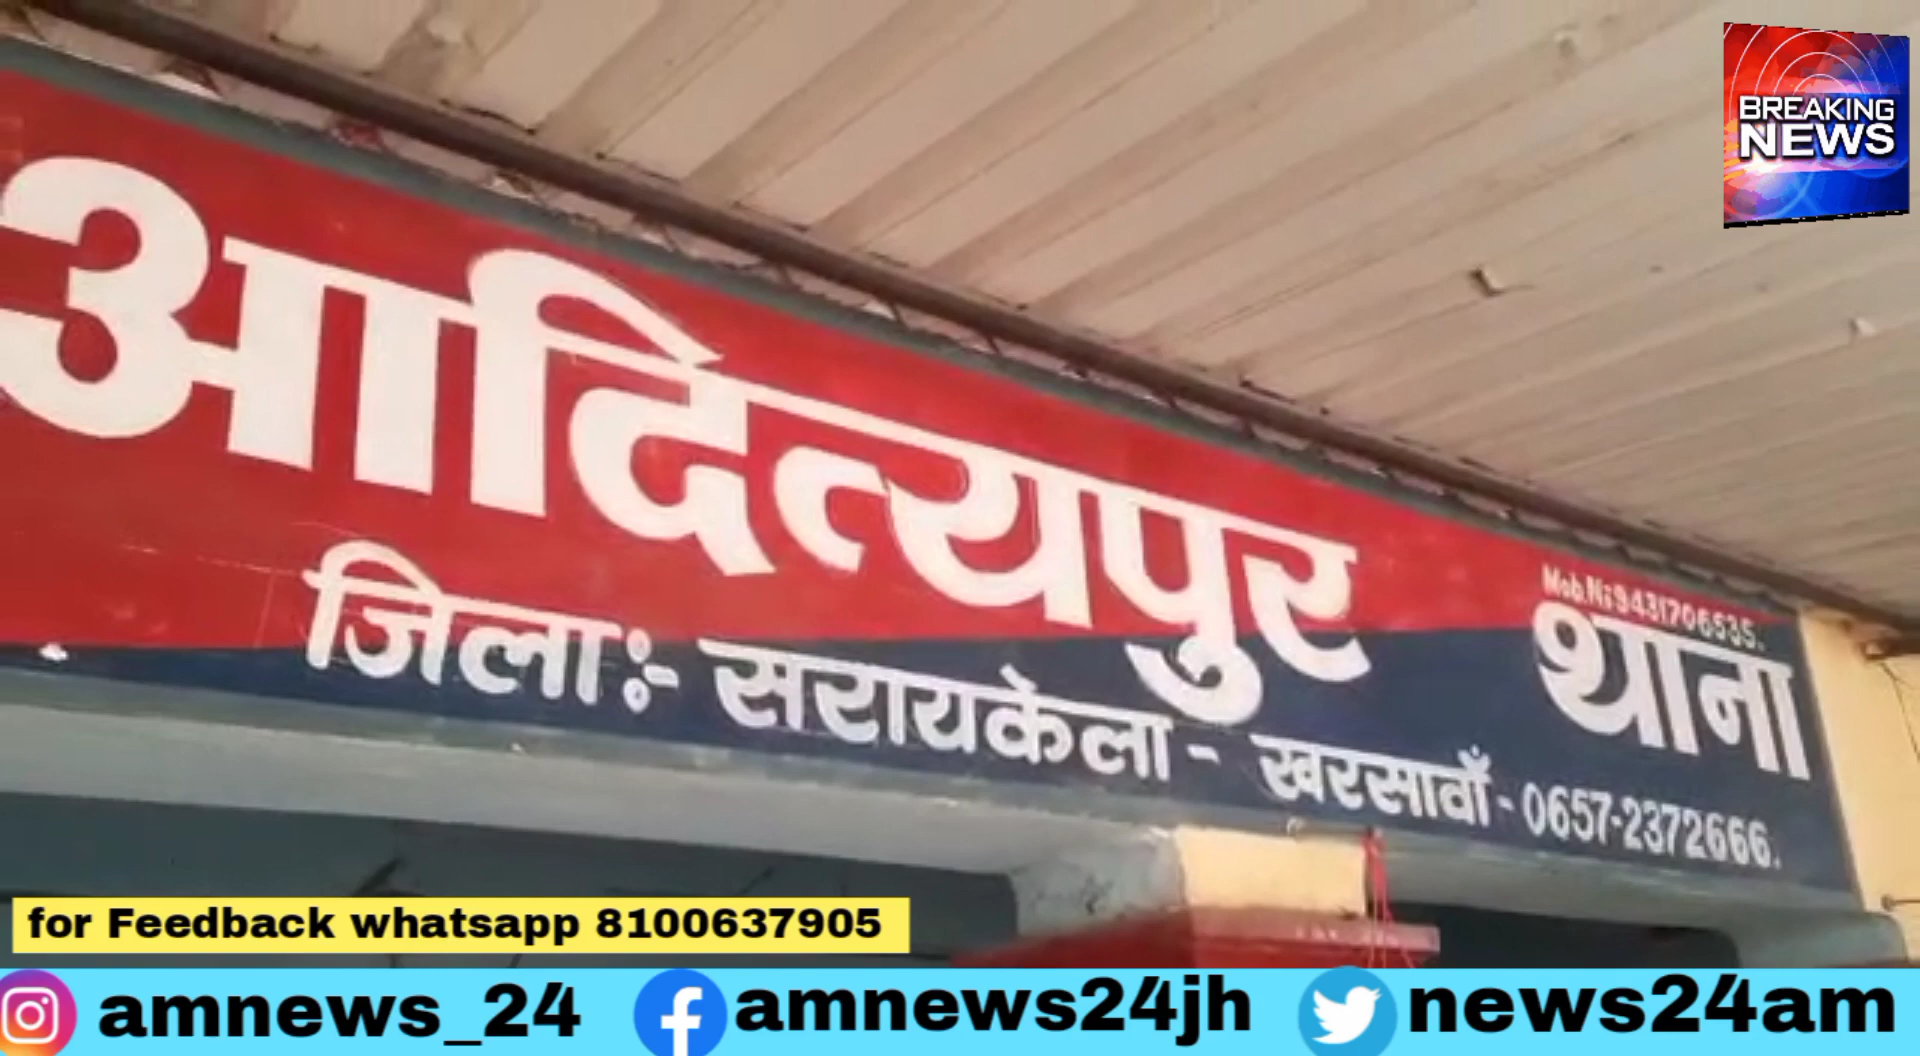 BREAKING
NEWS
आदित्यपुर थाना
Mob.No 9431706535.
जिला:- सरायकेला - खरसावाँ - 0657-2372666.
for Feedback whatsapp 8100637905
amnews_24 amnews24jh news24am